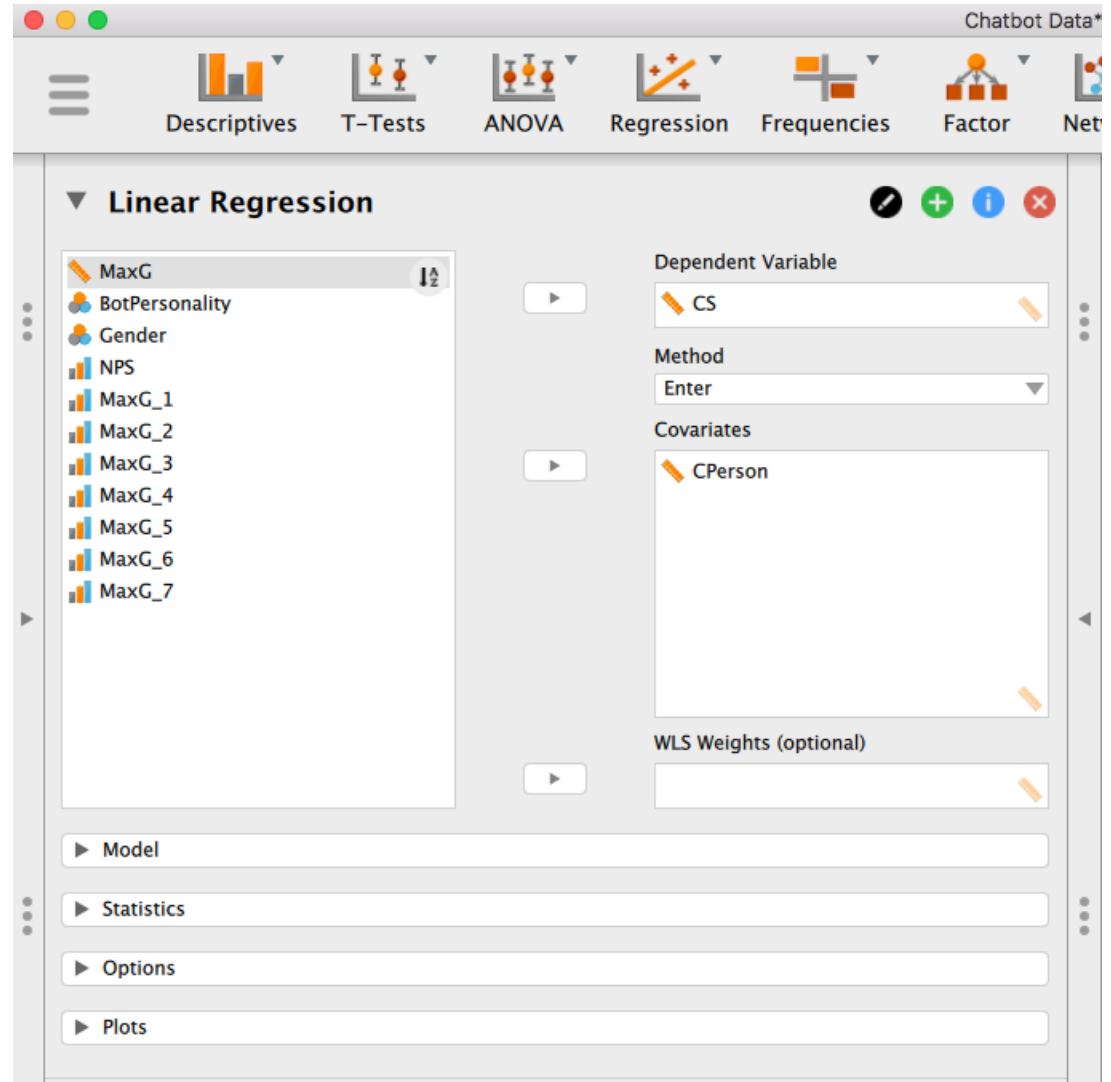 Chatbot Data*
Descriptives T-Tests ANOVA Regression Frequencies Factor
Linear Regression
MaxG
BotPersonality
Gender
NPS
MaxG_1
MaxG_2
MaxG_3
MaxG_4
MaxG_5
MaxG_6
MaxG_7
Dependent Variable
CS
Method
Enter
Covariates
CPerson
WLS Weights (optional)
Model
Statistics
Options
Plots